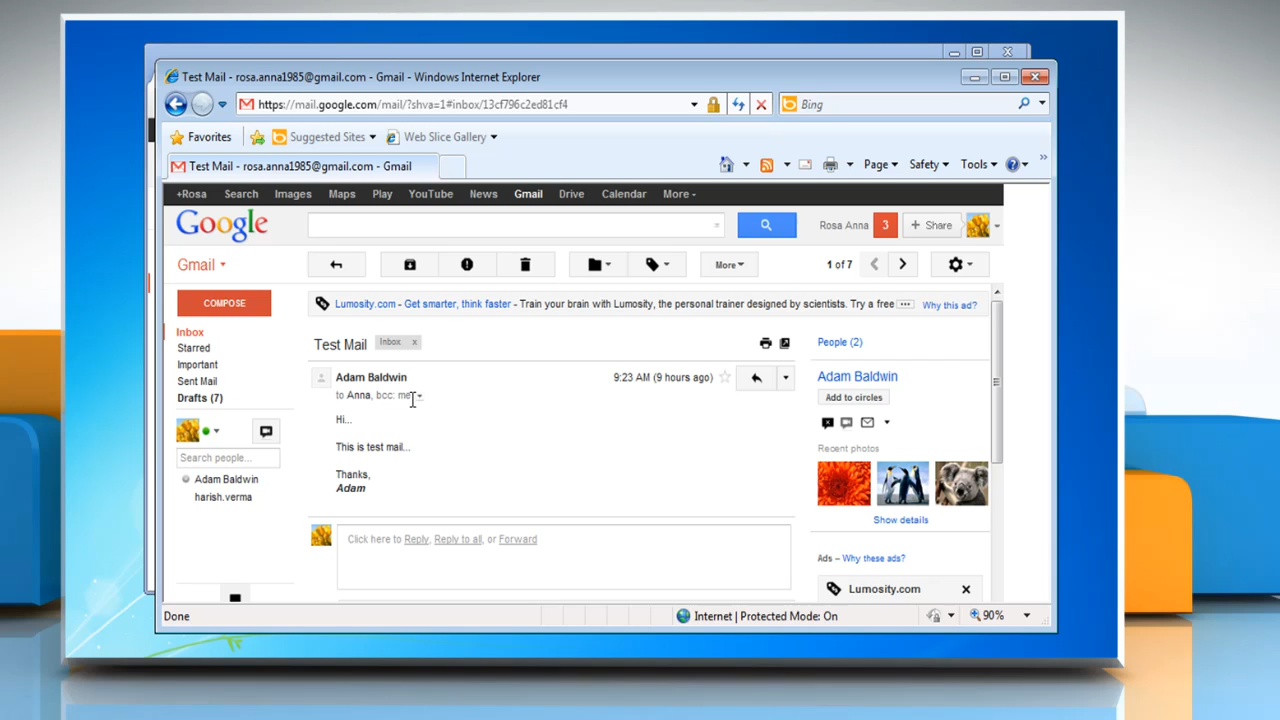 Test Mail - rosa.anna1985@gmail.com - Gmail - Windows Internet Explorer
https://mail.google.com/mail/?shva=1#inbox/13cf796c2ed81cf4
Bing
Favorites Suggested Sites Web Slice Gallery
Test Mail - rosa.anna1985@gmail.com - Gmail
Page Safety Tools
+Rosa Search Images Maps Play YouTube News Gmail Drive Calendar More
Google
Rosa Anna 3 + Share
Gmail
More
1 of 7
COMPOSE
Lumosity.com - Get smarter, think faster - Train your brain with Lumosity, the personal trainer designed by scientists. Try a free ... Why this ad?
Inbox
Starred
Important
Sent Mail
Drafts (7)
Search people...
Adam Baldwin
harish.verma
Test Mail Inbox x
Adam Baldwin 9:23 AM (9 hours ago)
to Anna, bcc: me
Hi...
This is test mail...
Thanks,
Adam
Click here to Reply, Reply to all, or Forward
People (2)
Adam Baldwin
Add to circles
Recent photos
Show details
Ads – Why these ads?
Lumosity.com
Done
Internet | Protected Mode: On
90%